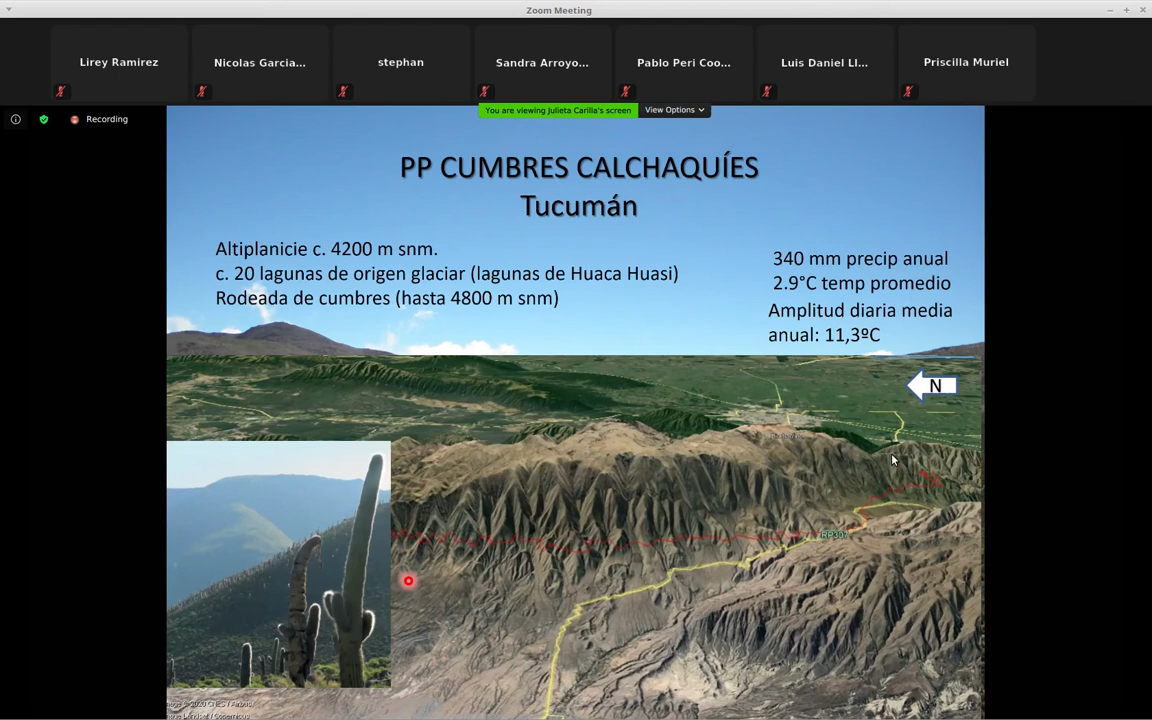 Zoom Meeting
Lirey Ramirez
Nicolas Garcia...
stephan
Sandra Arroyo...
Pablo Peri Coo...
Luis Daniel Ll...
Priscilla Muriel
You are viewing Julieta Carilla's screen
View Options
Recording
PP CUMBRES CALCHAQUÍES
Tucumán
Altiplanicie c. 4200 m snm.
c. 20 lagunas de origen glaciar (lagunas de Huaca Huasi)
Rodeada de cumbres (hasta 4800 m snm)
340 mm precip anual
2.9°C temp promedio
Amplitud diaria media
anual: 11,3ºC
N
RP307